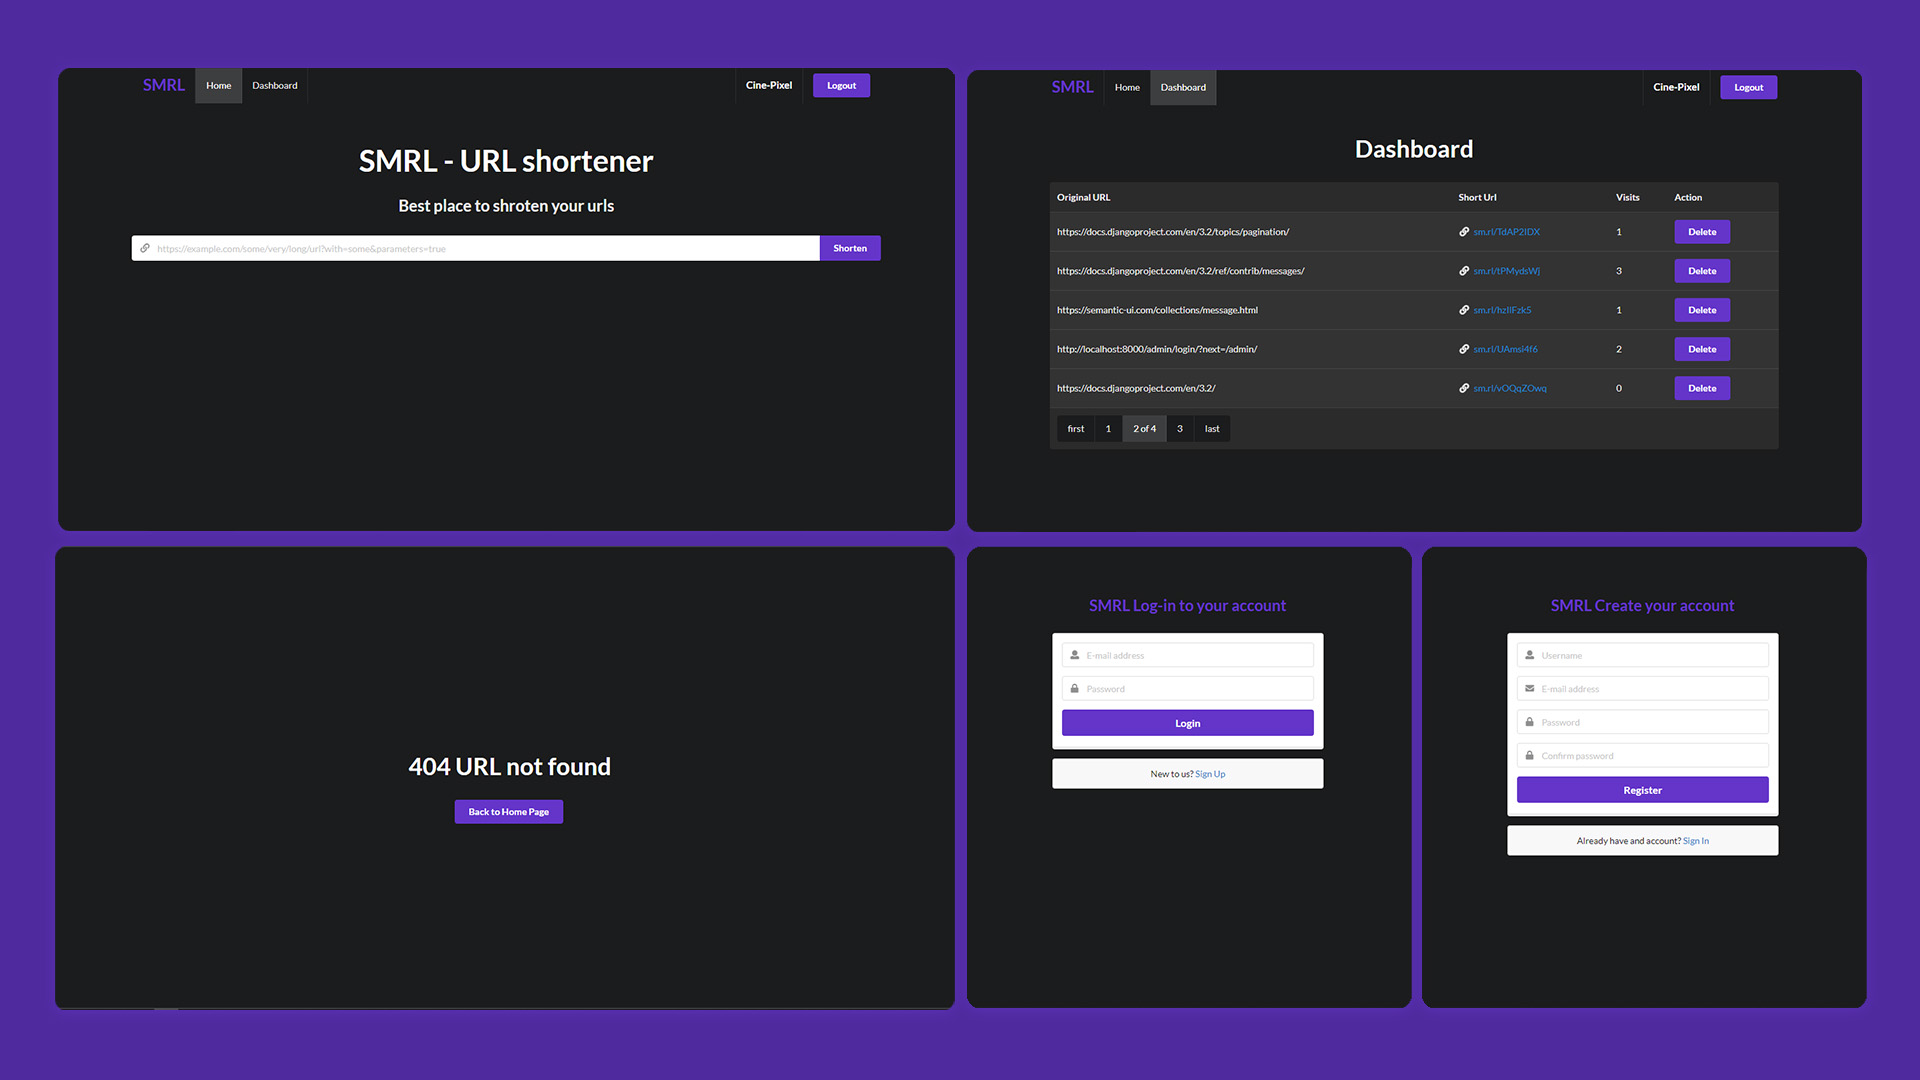 SMRL Home Dashboard Cine-Pixel Logout
SMRL - URL shortener
Best place to shroten your urls
https://example.com/some/very/long/url?with=some&parameters=true Shorten
SMRL Home Dashboard Cine-Pixel Logout
Dashboard
Original URL Short Url Visits Action
https://docs.djangoproject.com/en/3.2/topics/pagination/ sm.rl/TdAP2IDX 1 Delete
https://docs.djangoproject.com/en/3.2/ref/contrib/messages/ sm.rl/tPMydsWj 3 Delete
https://semantic-ui.com/collections/message.html 1 Delete
http://localhost:8000/admin/login/?next=/admin/ sm.rl/UAmsi4f6 2 Delete
https://docs.djangoproject.com/en/3.2/ sm.rl/vOQqZOwq 0 Delete
first 1 2 of 4 3 last
404 URL not found
Back to Home Page
SMRL Log-in to your account
E-mail address
Password
Login
New to us? Sign Up
SMRL Create your account
Username
E-mail address
Password
Confirm password
Register
Already have and account? Sign In